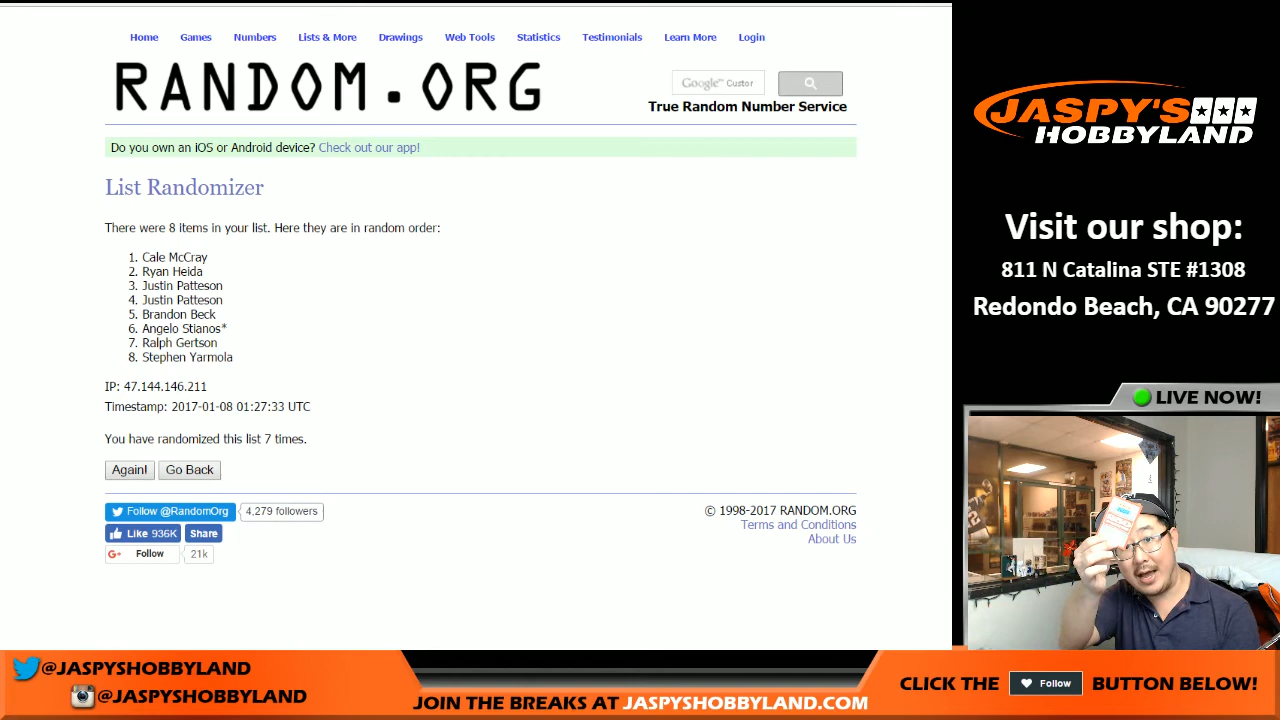 Home Games Numbers Lists & More Drawings Web Tools Statistics Testimonials Learn More Login
RANDOM.ORG
Google™ Custor
True Random Number Service
Do you own an iOS or Android device? Check out our app!
List Randomizer
There were 8 items in your list. Here they are in random order:
1. Cale McCray
2. Ryan Heida
3. Justin Patteson
4. Justin Patteson
5. Brandon Beck
6. Angelo Stianos*
7. Ralph Gertson
8. Stephen Yarmola
IP: 47.144.146.211
Timestamp: 2017-01-08 01:27:33 UTC
You have randomized this list 7 times.
Again! Go Back
Follow @RandomOrg 4,279 followers
Like 936K Share
G+ Follow 21k
© 1998-2017 RANDOM.ORG
Terms and Conditions
About Us
JASPY'S
HOBBYLAND
Visit our shop:
811 N Catalina STE #1308
Redondo Beach, CA 90277
LIVE NOW!
@JASPYSHOBBYLAND
@JASPYSHOBBYLAND
JOIN THE BREAKS AT JASPYSHOBBYLAND.COM
CLICK THE Follow BUTTON BELOW!